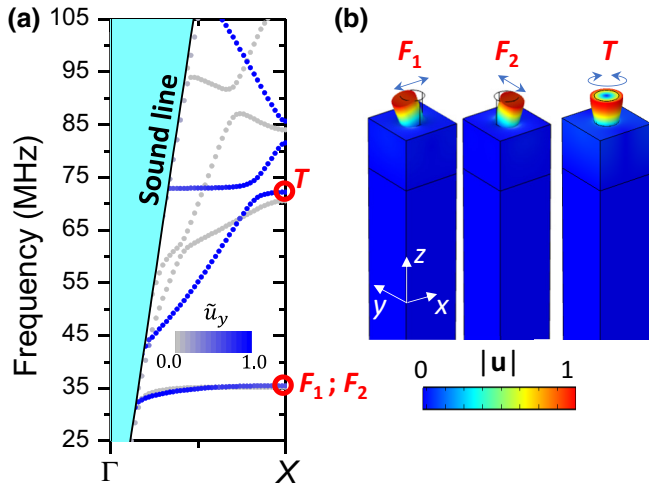 (a)
105
95
85
75
65
55
45
35
25
Frequency (MHz)
Sound line
T
ũy
0.0
1.0
F1 ; F2
Γ
X
(b)
F1
F2
T
z
y
x
0
|u|
1